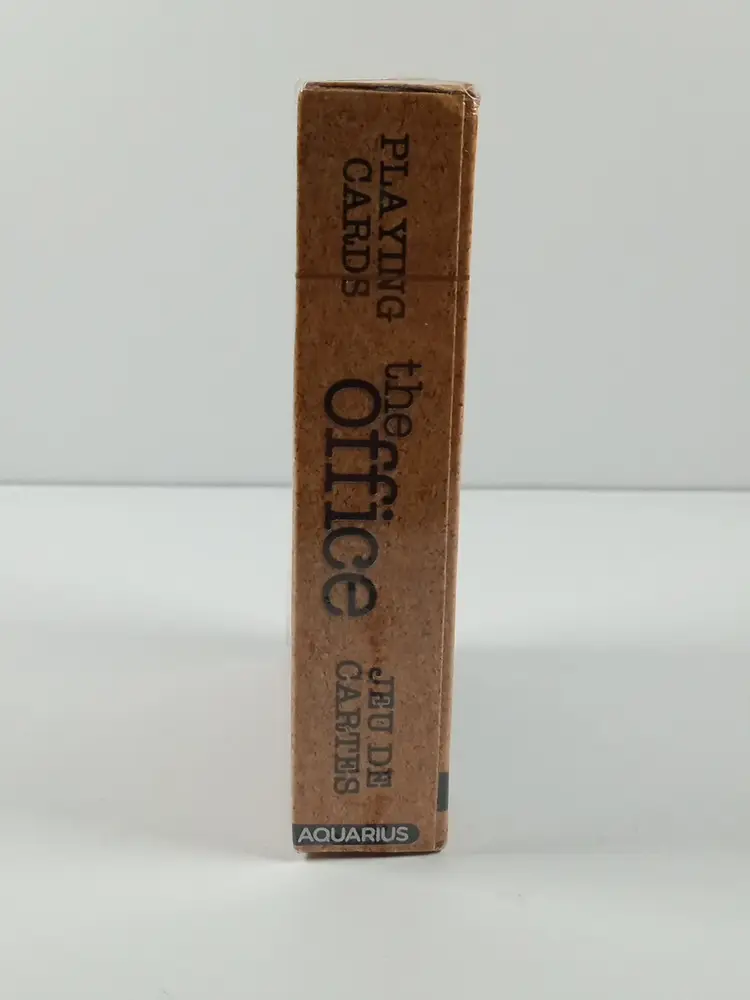 PLAYING
CARDS
the
office
JEU DE
CARTES
AQUARIUS